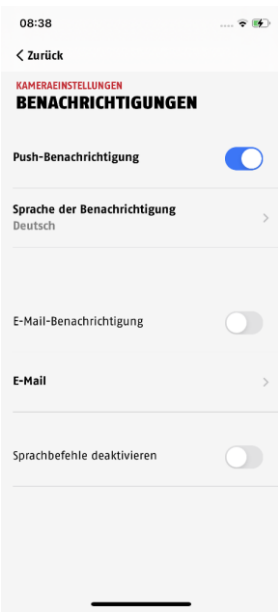 08:38
Zurück
KAMERAEINSTELLUNGEN
BENACHRICHTIGUNGEN
Push-Benachrichtigung
Sprache der Benachrichtigung
Deutsch
E-Mail-Benachrichtigung
E-Mail
Sprachbefehle deaktivieren